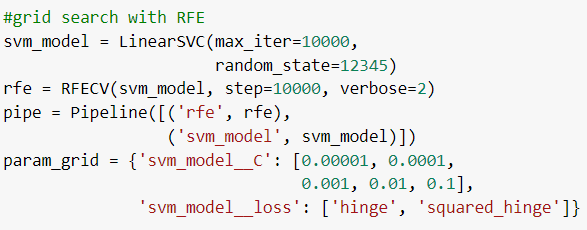 #grid search with RFE
svm_model = LinearSVC(max_iter=10000,
                      random_state=12345)
rfe = RFECV(svm_model, step=10000, verbose=2)
pipe = Pipeline([('rfe', rfe),
                 ('svm_model', svm_model)])
param_grid = {'svm_model__C': [0.00001, 0.0001,
                               0.001, 0.01, 0.1],
              'svm_model__loss': ['hinge', 'squared_hinge']}